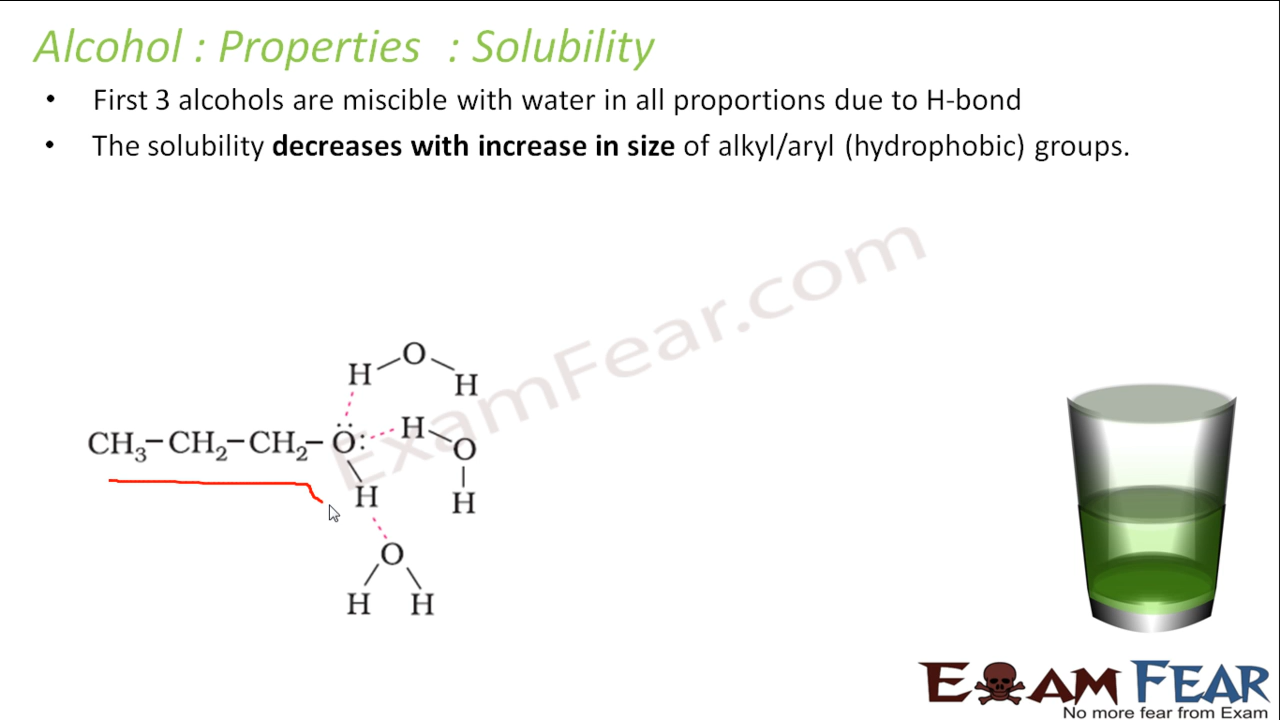 Alcohol : Properties : Solubility
• First 3 alcohols are miscible with water in all proportions due to H-bond
• The solubility decreases with increase in size of alkyl/aryl (hydrophobic) groups.
ExamFear.com
H–O–H
CH₃–CH₂–CH₂–Ö: H–O–H
H
O
H H
EXAM FEAR
No more fear from Exam